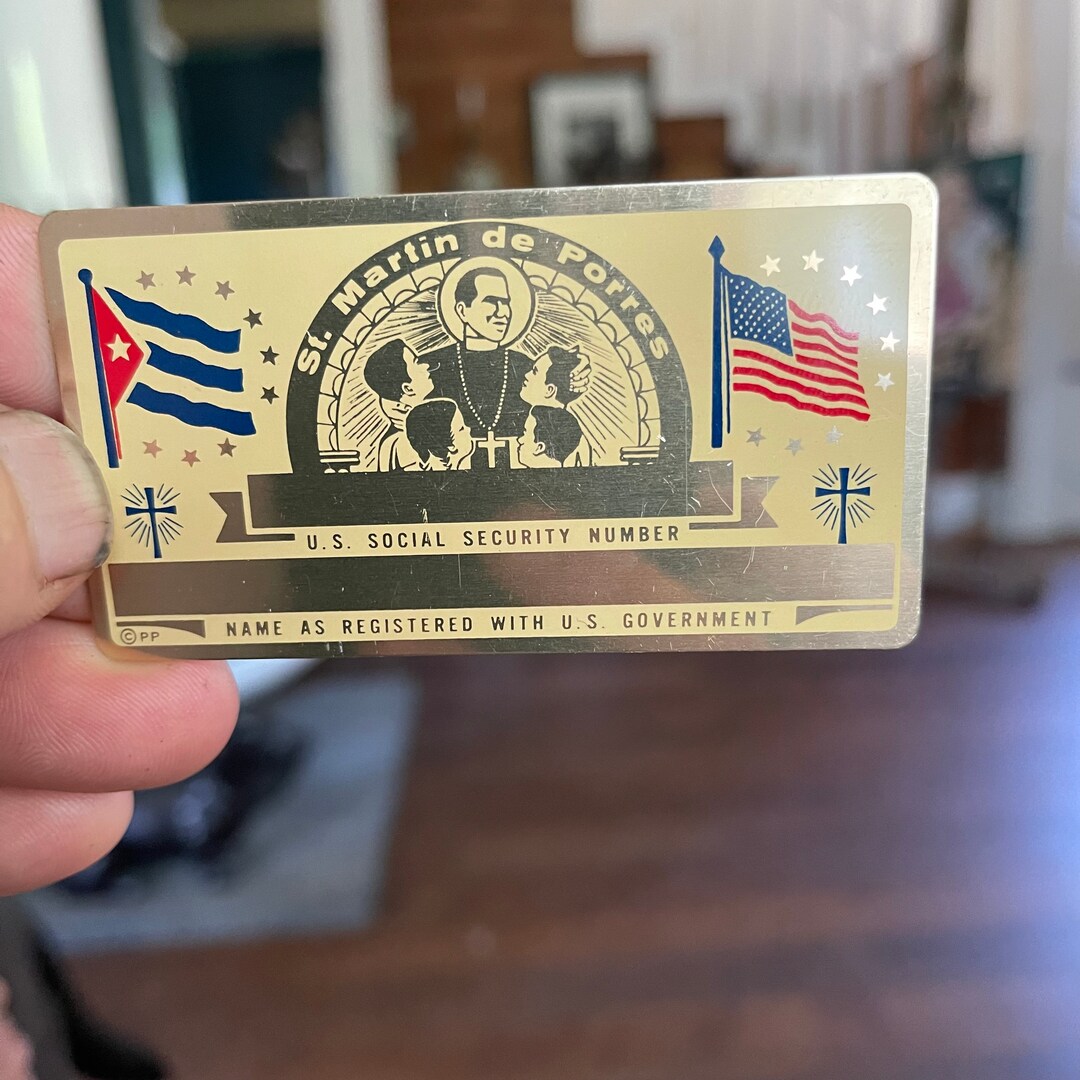 St. Martin de Porres
U.S. SOCIAL SECURITY NUMBER
NAME AS REGISTERED WITH U.S. GOVERNMENT
© PP